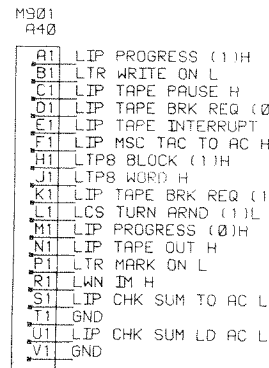 M901
A40
A1 LIP PROGRESS (1)H
B1 LTR WRITE ON L
C1 LIP TAPE PAUSE H
D1 LIP TAPE BRK REQ (0
E1 LIP TAPE INTERRUPT
F1 LIP MSC TAC TO AC H
H1 LTP8 BLOCK (1)H
J1 LTP8 WORD H
K1 LIP TAPE BRK REQ (1
L1 LCS TURN ARND (1)L
M1 LIP PROGRESS (0)H
N1 LIP TAPE OUT H
P1 LTR MARK ON L
R1 LWN IM H
S1 LIP CHK SUM TO AC L
T1 GND
U1 LIP CHK SUM LD AC L
V1 GND